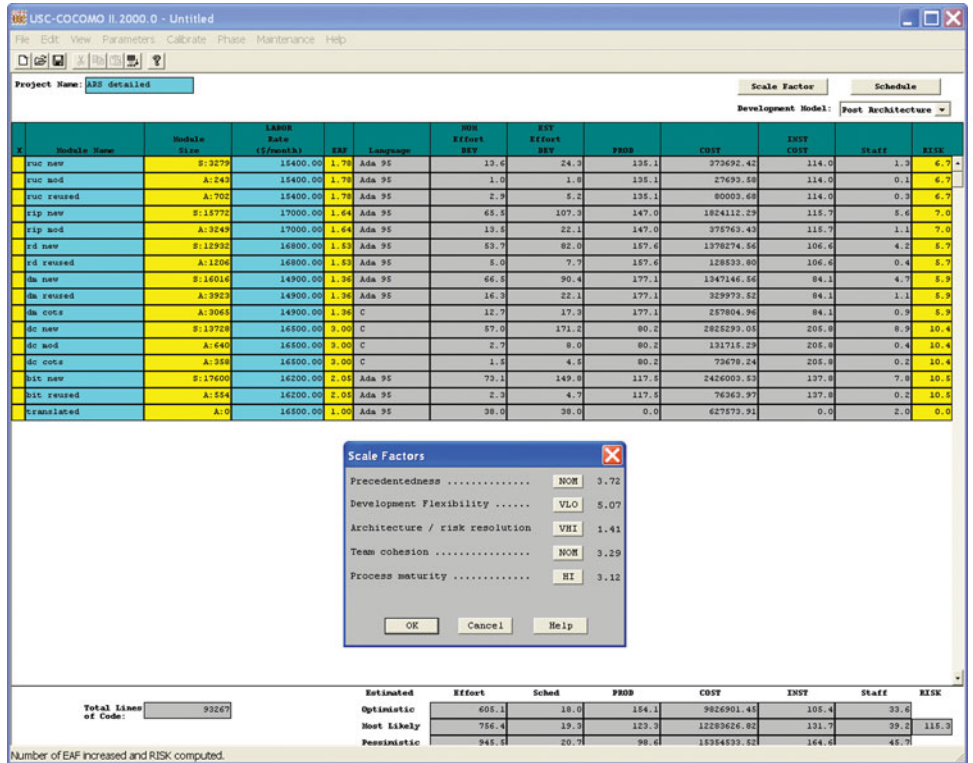 USC-COCOMO II.2000.0 - Untitled
File Edit View Parameters Calibrate Phase Maintenance Help
Project Name: ARS detailed
Scale Factor Schedule
Development Model: Post Architecture
X Module Name Module Size LABOR Rate ($/month) EAF Language NOM Effort DEV EST Effort DEV PROD COST INST COST Staff RISK
ruc new S:3279 15400.00 1.78 Ada 95 13.6 24.3 135.1 373692.42 114.0 1.3 6.7
ruc mod A:243 15400.00 1.78 Ada 95 1.0 1.8 135.1 27693.58 114.0 0.1 6.7
ruc reused A:702 15400.00 1.78 Ada 95 2.9 5.2 135.1 80003.68 114.0 0.3 6.7
rip new S:15772 17000.00 1.64 Ada 95 65.5 107.3 147.0 1824112.29 115.7 5.6 7.0
rip mod A:3249 17000.00 1.64 Ada 95 13.5 22.1 147.0 375763.43 115.7 1.1 7.0
rd new S:12932 16800.00 1.53 Ada 95 53.7 82.0 157.6 1378274.56 106.6 4.2 5.7
rd reused A:1206 16800.00 1.53 Ada 95 5.0 7.7 157.6 128533.80 106.6 0.4 5.7
dm new S:16016 14900.00 1.36 Ada 95 66.5 90.4 177.1 1347146.56 84.1 4.7 5.9
dm reused A:3923 14900.00 1.36 Ada 95 16.3 22.1 177.1 329973.52 84.1 1.1 5.9
dm cots A:3065 14900.00 1.36 C 12.7 17.3 177.1 257804.96 84.1 0.9 5.9
dc new S:13728 16500.00 3.00 C 57.0 171.2 80.2 2825293.05 205.8 8.9 10.4
dc mod A:640 16500.00 3.00 C 2.7 8.0 80.2 131715.29 205.8 0.4 10.4
dc cots A:358 16500.00 3.00 C 1.5 4.5 80.2 73678.24 205.8 0.2 10.4
bit new S:17600 16200.00 2.05 Ada 95 73.1 149.8 117.5 2426003.53 137.8 7.8 10.5
bit reused A:554 16200.00 2.05 Ada 95 2.3 4.7 117.5 76363.97 137.8 0.2 10.5
translated A:0 16500.00 1.00 Ada 95 38.0 38.0 0.0 627573.91 0.0 2.0 0.0
Scale Factors
Precedentedness .............. NOM 3.72
Development Flexibility ...... VLO 5.07
Architecture / risk resolution VHI 1.41
Team cohesion ................ NOM 3.29
Process maturity ............. HI 3.12
OK Cancel Help
Estimated Effort Sched PROD COST INST Staff RISK
Total Lines of Code: 93267
Optimistic 605.1 18.0 154.1 9826901.45 105.4 33.6
Most Likely 756.4 19.3 123.3 12283626.82 131.7 39.2 115.3
Pessimistic 945.5 20.7 98.6 15354533.52 164.6 45.7
Number of EAF increased and RISK computed.